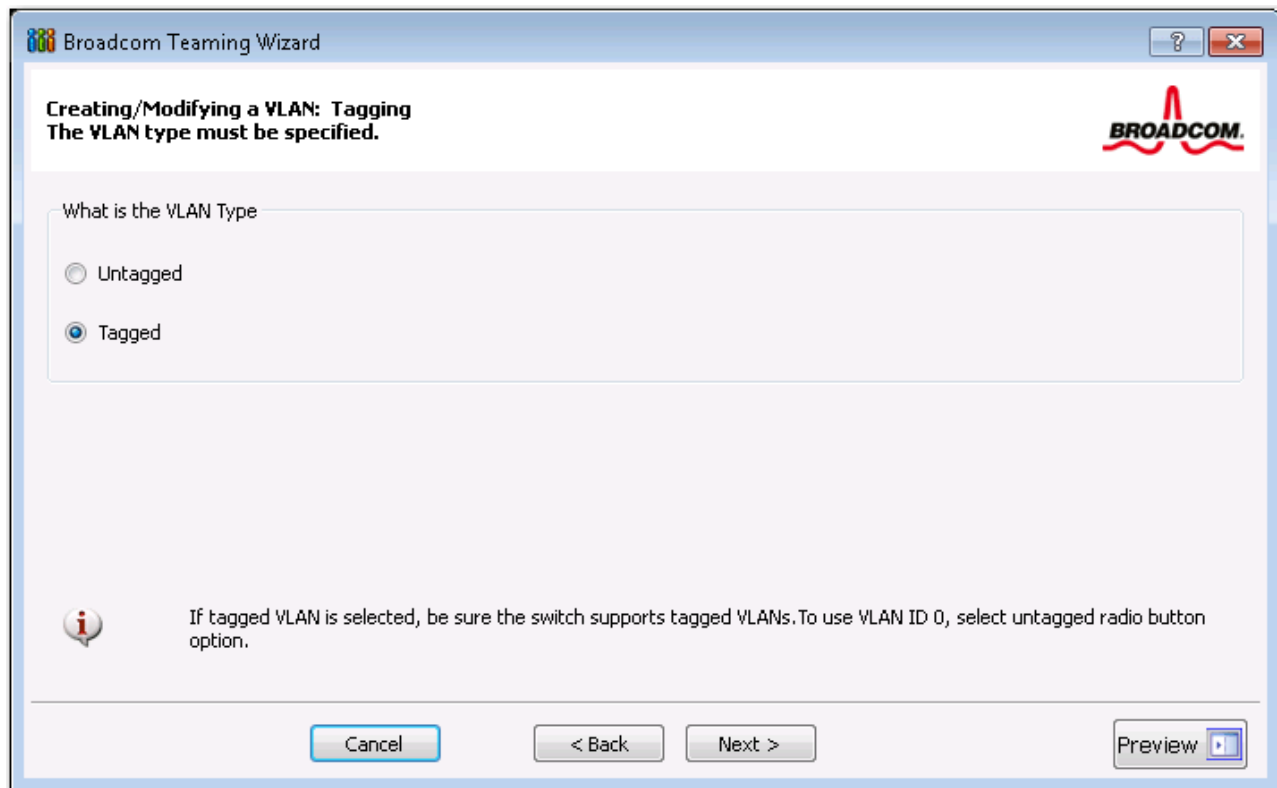 Broadcom Teaming Wizard
?
Creating/Modifying a VLAN: Tagging
The VLAN type must be specified.
BROADCOM.
What is the VLAN Type
Untagged
Tagged
If tagged VLAN is selected, be sure the switch supports tagged VLANs.To use VLAN ID 0, select untagged radio button
option.
Cancel
< Back
Next >
Preview